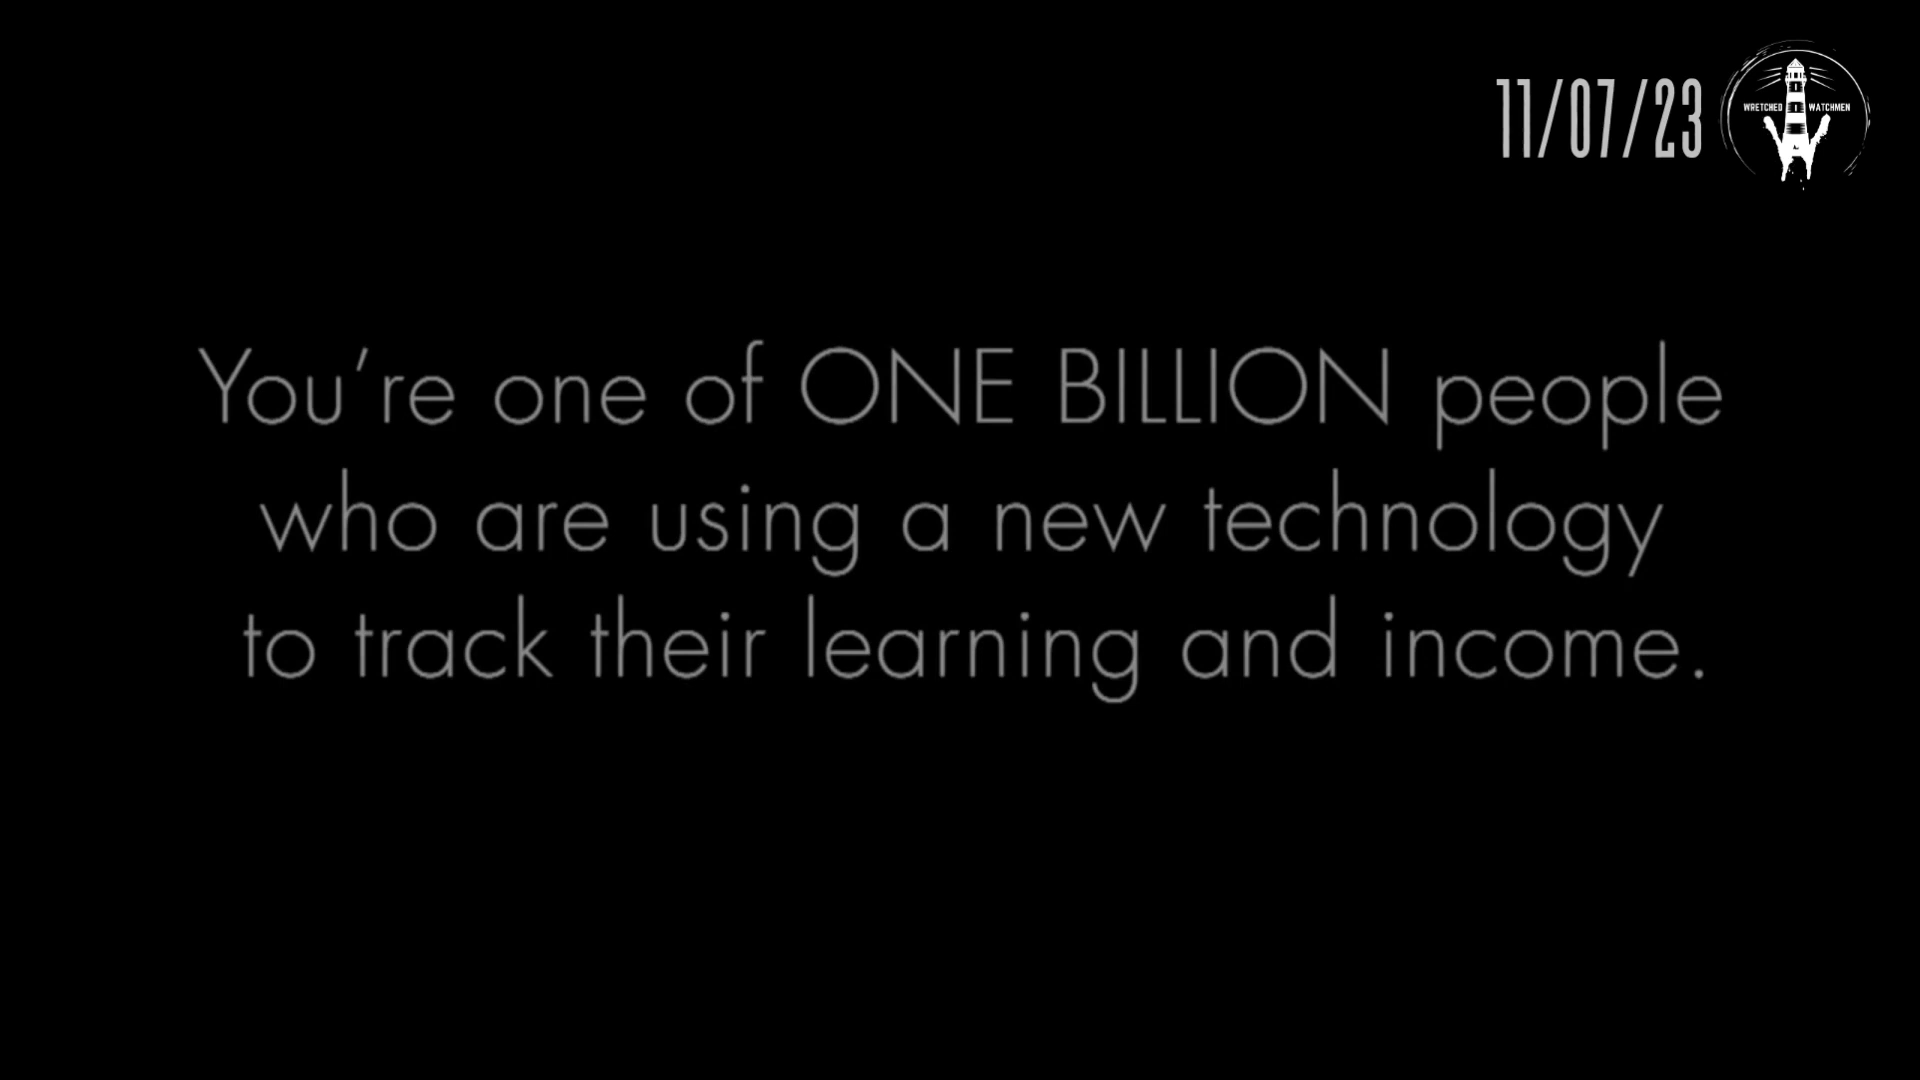 11/07/23
WRETCHED WATCHMEN
You're one of ONE BILLION people
who are using a new technology
to track their learning and income.